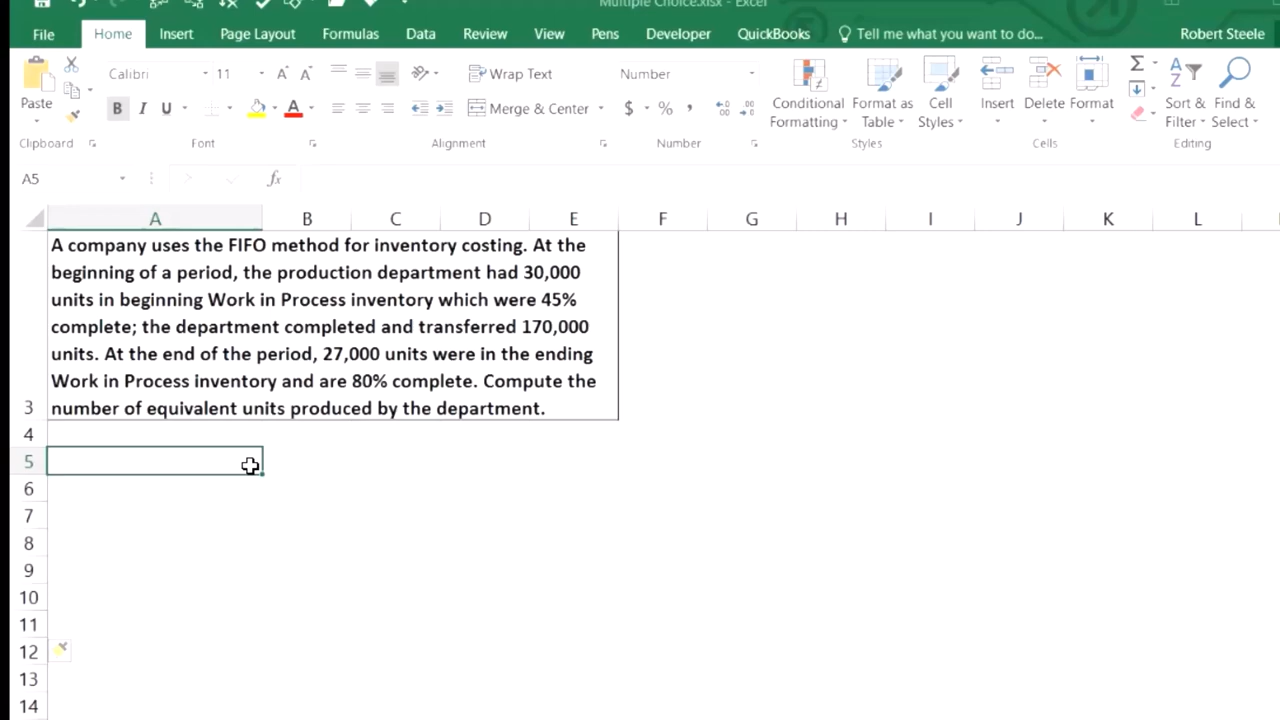 Multiple Choice.xlsx - Excel
File Home Insert Page Layout Formulas Data Review View Pens Developer QuickBooks Tell me what you want to do... Robert Steele
Calibri 11 Wrap Text Number
Paste B I U A Merge & Center $ % , Conditional Formatting Format as Table Cell Styles Insert Delete Format Sort & Filter Find & Select
Clipboard Font Alignment Number Styles Cells Editing
A5 fx
A B C D E F G H I J K L
A company uses the FIFO method for inventory costing. At the
beginning of a period, the production department had 30,000
units in beginning Work in Process inventory which were 45%
complete; the department completed and transferred 170,000
units. At the end of the period, 27,000 units were in the ending
Work in Process inventory and are 80% complete. Compute the
3 number of equivalent units produced by the department.
4
5
6
7
8
9
10
11
12
13
14